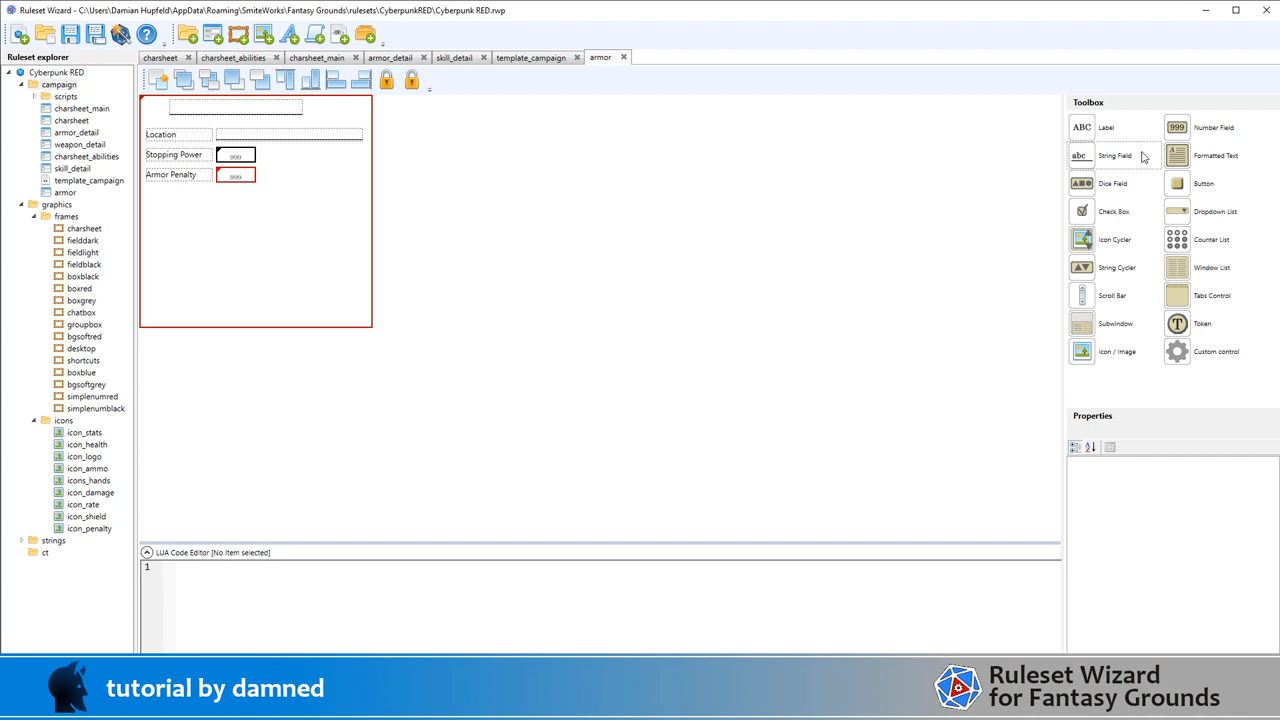 Ruleset Wizard - C:\Users\Damian Hupfeld\AppData\Roaming\SmiteWorks\Fantasy Grounds\rulesets\CyberpunkRED\Cyberpunk RED.rwp
Ruleset explorer
charsheet
charsheet_abilities
charsheet_main
armor_detail
skill_detail
template_campaign
armor
Cyberpunk RED
campaign
scripts
charsheet_main
charsheet
armor_detail
weapon_detail
charsheet_abilities
skill_detail
template_campaign
armor
graphics
frames
charsheet
fielddark
fieldlight
fieldblack
boxblack
boxred
boxgrey
chatbox
groupbox
bgsoftred
desktop
shortcuts
boxblue
bgsoftgrey
simplenumred
simplenumblack
icons
icon_stats
icon_health
icon_logo
icon_ammo
icons_hands
icon_damage
icon_rate
icon_shield
icon_penalty
strings
ct
Location
Stopping Power 999
Armor Penalty 999
Toolbox
ABC Label 999 Number Field
abc String Field Formatted Text
Dice Field Button
Check Box Dropdown List
Icon Cycler Counter List
String Cycler Window List
Scroll Bar Tabs Control
Subwindow T Token
Icon / Image Custom control
Properties
LUA Code Editor [No Item selected]
1
tutorial by damned
Ruleset Wizard
for Fantasy Grounds